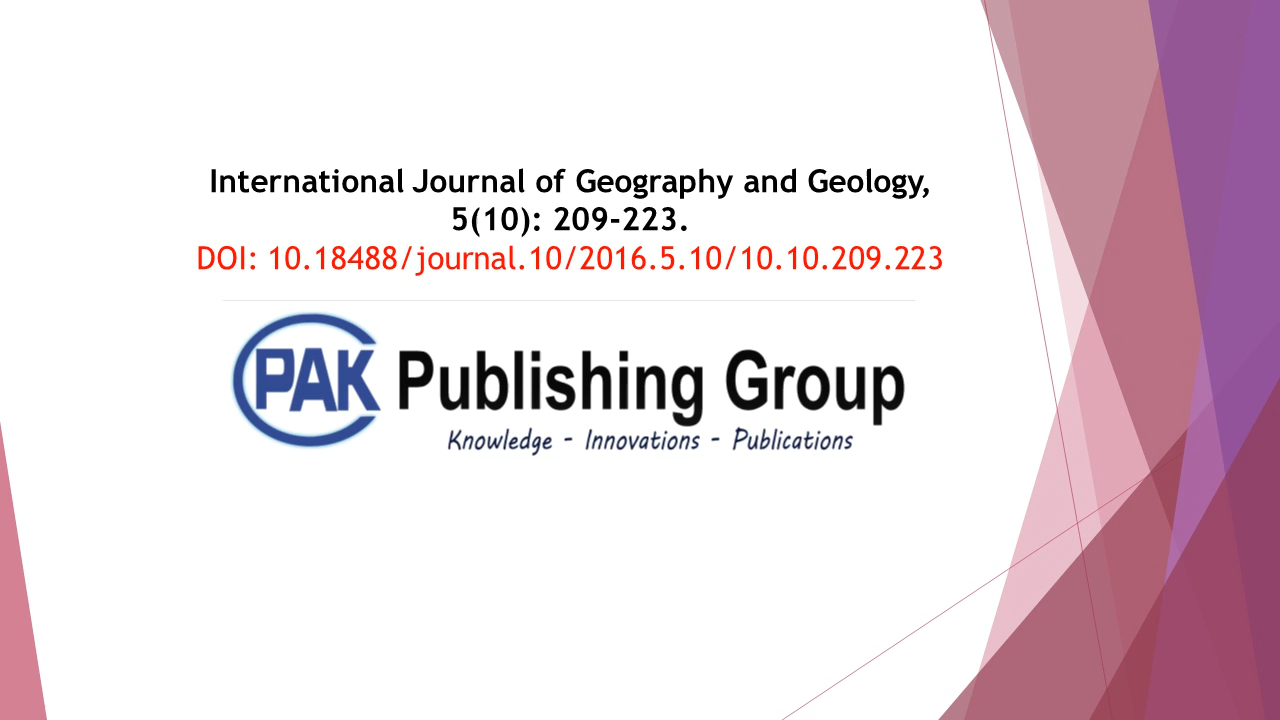 International Journal of Geography and Geology,
5(10): 209-223.
DOI: 10.18488/journal.10/2016.5.10/10.10.209.223
PAK Publishing Group
Knowledge - Innovations - Publications